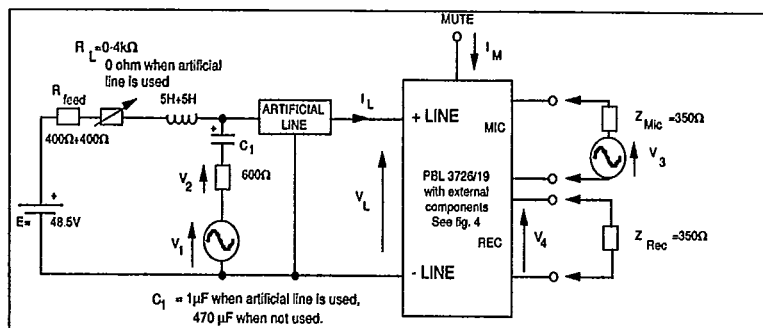 MUTE
R L =0-4kΩ
0 ohm when artificial
line is used
I M
R feed
5H+5H
400Ω+400Ω
ARTIFICIAL
LINE
I L
+ LINE
MIC
Z Mic =350Ω
C 1
V 2
600Ω
V L
PBL 3726/19
with external
components
See fig. 4
V 3
E=
48.5V
V 1
REC
V 4
Z Rec =350Ω
- LINE
C 1 = 1μF when artificial line is used,
470 μF when not used.